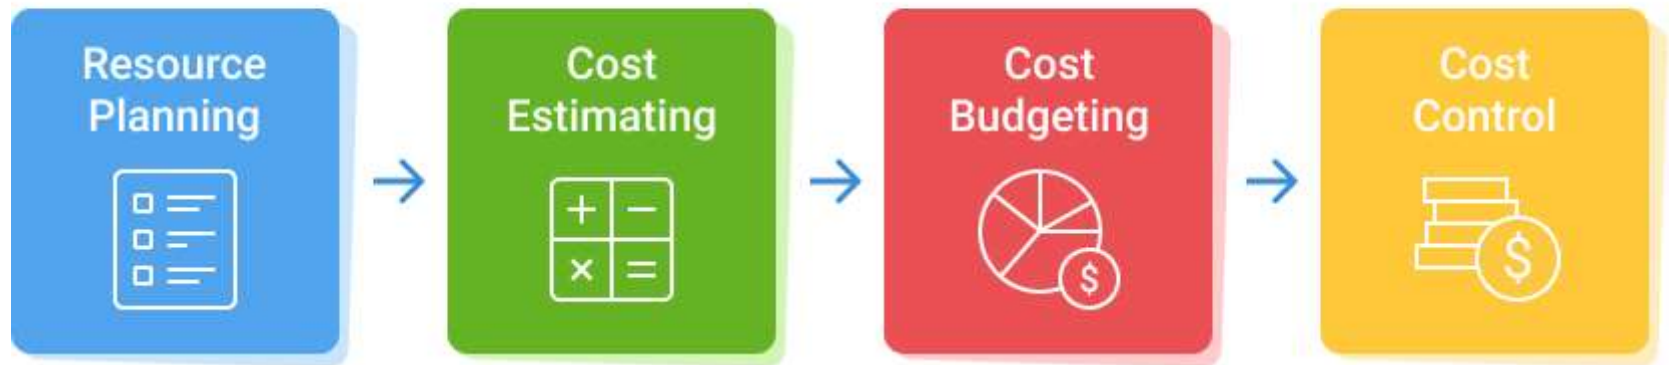 Resource
Planning
Cost
Estimating
+ −
× =
Cost
Budgeting
$
Cost
Control
$